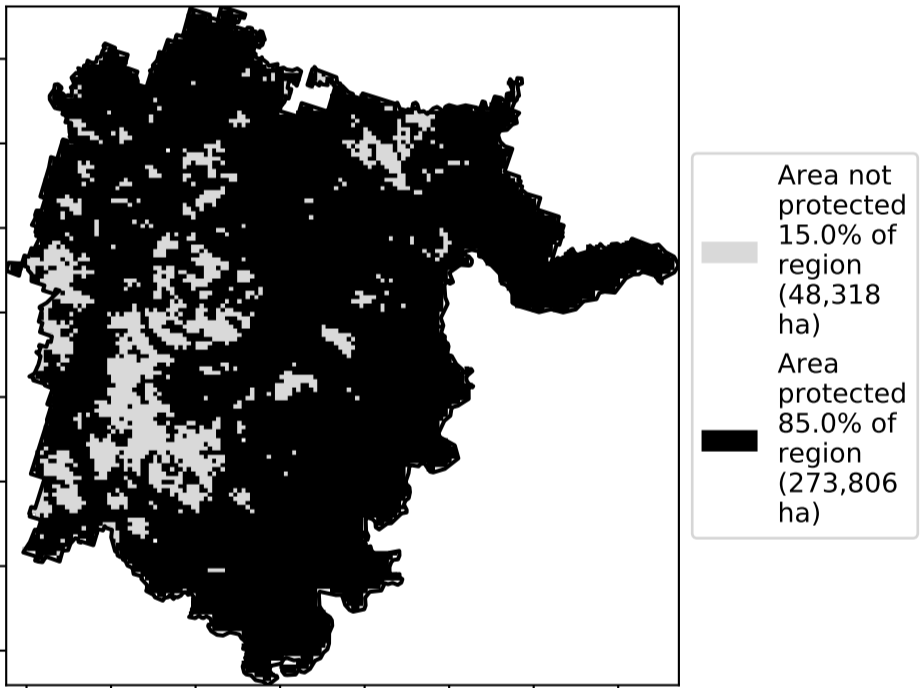 Area not
protected
15.0% of
region
(48,318
ha)
Area
protected
85.0% of
region
(273,806
ha)